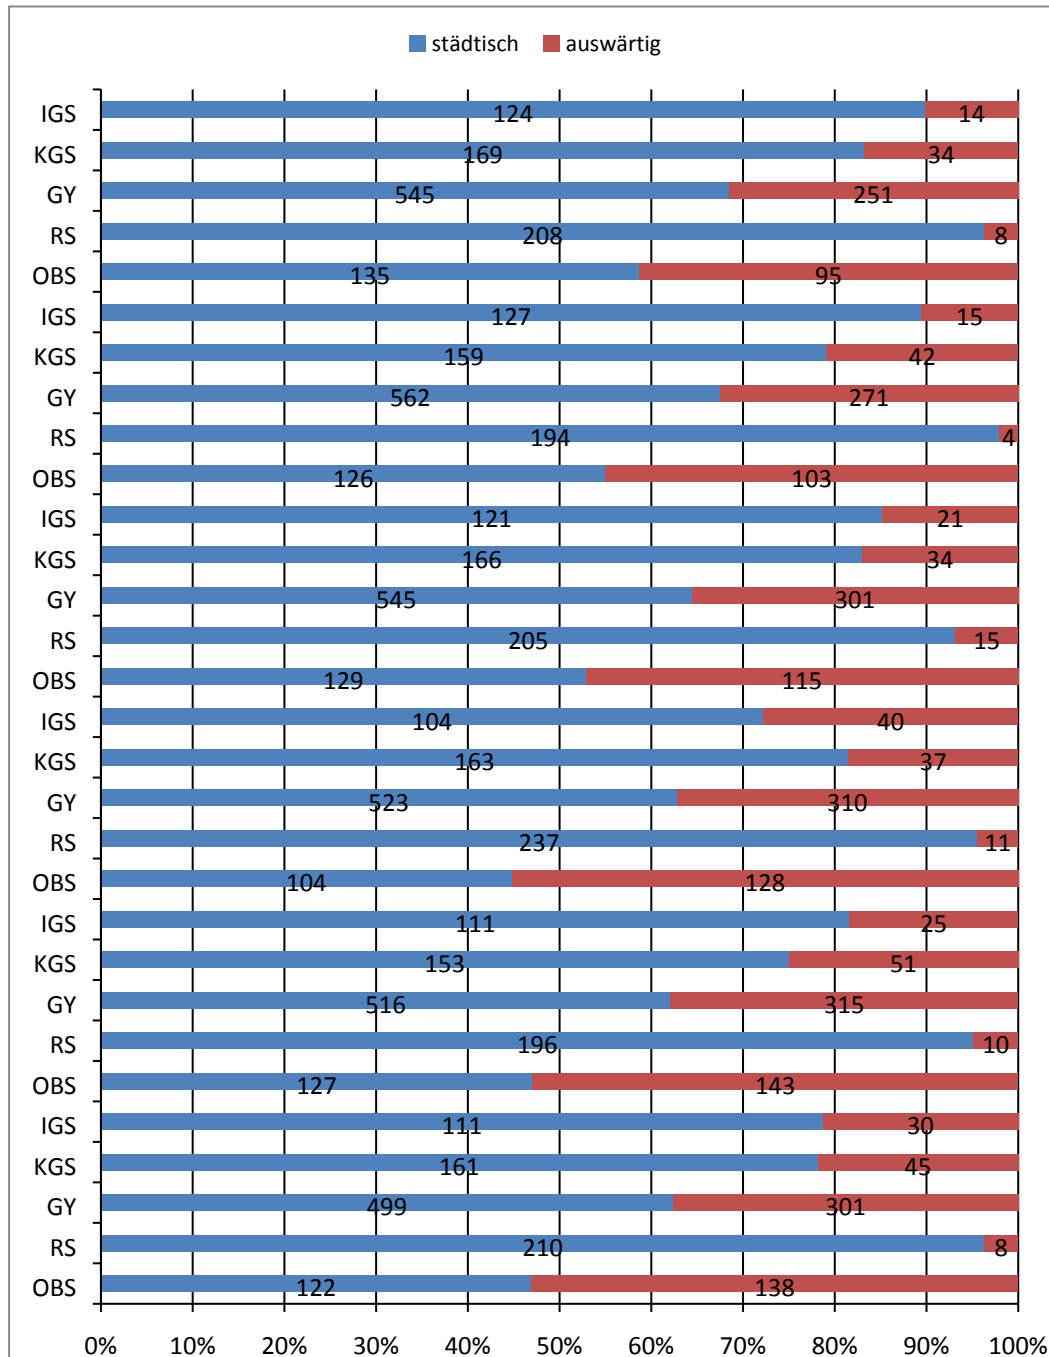 städtisch auswärtig
IGS 124 14
KGS 169 34
GY 545 251
RS 208 8
OBS 135 95
IGS 127 15
KGS 159 42
GY 562 271
RS 194 4
OBS 126 103
IGS 121 21
KGS 166 34
GY 545 301
RS 205 15
OBS 129 115
IGS 104 40
KGS 163 37
GY 523 310
RS 237 11
OBS 104 128
IGS 111 25
KGS 153 51
GY 516 315
RS 196 10
OBS 127 143
IGS 111 30
KGS 161 45
GY 499 301
RS 210 8
OBS 122 138
0% 10% 20% 30% 40% 50% 60% 70% 80% 90% 100%